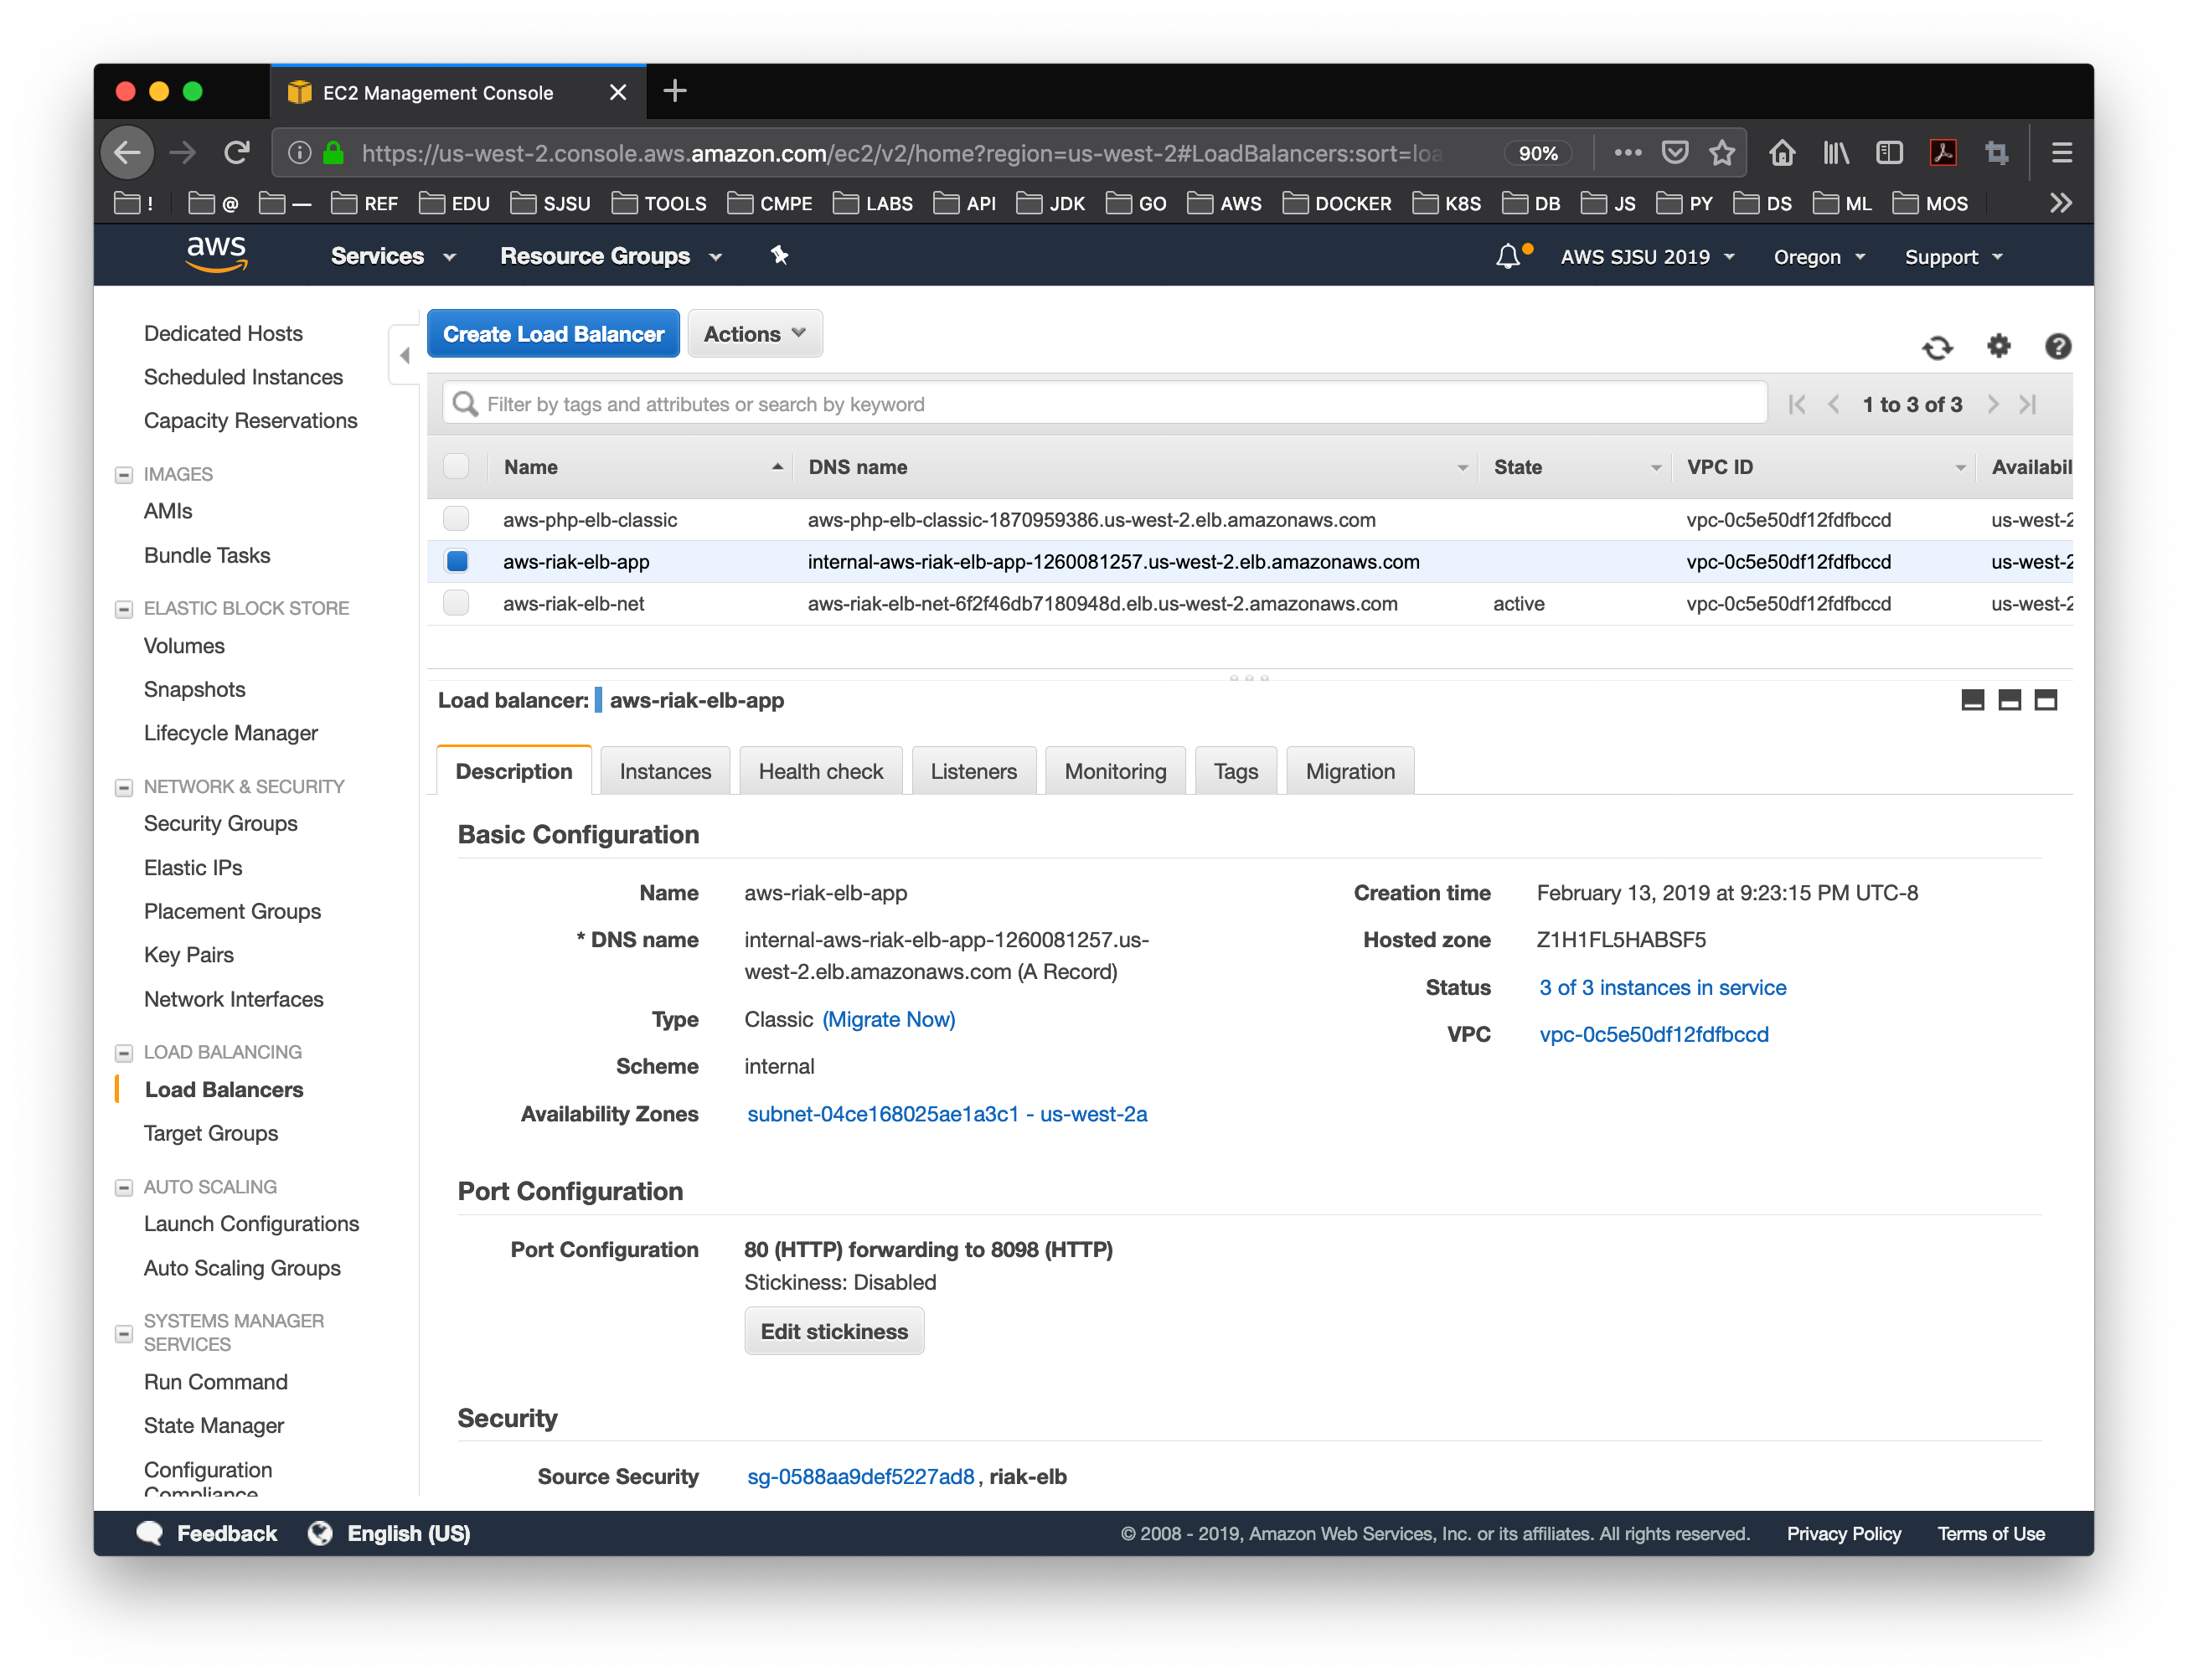 EC2 Management Console
https://us-west-2.console.aws.amazon.com/ec2/v2/home?region=us-west-2#LoadBalancers:sort=loa
90%
!
@
—
REF
EDU
SJSU
TOOLS
CMPE
LABS
API
JDK
GO
AWS
DOCKER
K8S
DB
JS
PY
DS
ML
MOS
aws
Services
Resource Groups
AWS SJSU 2019
Oregon
Support
Dedicated Hosts
Scheduled Instances
Capacity Reservations
IMAGES
AMIs
Bundle Tasks
ELASTIC BLOCK STORE
Volumes
Snapshots
Lifecycle Manager
NETWORK & SECURITY
Security Groups
Elastic IPs
Placement Groups
Key Pairs
Network Interfaces
LOAD BALANCING
Load Balancers
Target Groups
AUTO SCALING
Launch Configurations
Auto Scaling Groups
SYSTEMS MANAGER
SERVICES
Run Command
State Manager
Configuration
Compliance
Create Load Balancer
Actions
Filter by tags and attributes or search by keyword
1 to 3 of 3
Name DNS name State VPC ID Availabil
aws-php-elb-classic aws-php-elb-classic-1870959386.us-west-2.elb.amazonaws.com vpc-0c5e50df12fdfbccd us-west-2
aws-riak-elb-app internal-aws-riak-elb-app-1260081257.us-west-2.elb.amazonaws.com vpc-0c5e50df12fdfbccd us-west-2
aws-riak-elb-net aws-riak-elb-net-6f2f46db7180948d.elb.us-west-2.amazonaws.com active vpc-0c5e50df12fdfbccd us-west-2
Load balancer: aws-riak-elb-app
Description
Instances
Health check
Listeners
Monitoring
Tags
Migration
Basic Configuration
Name aws-riak-elb-app
* DNS name internal-aws-riak-elb-app-1260081257.us-
west-2.elb.amazonaws.com (A Record)
Type Classic (Migrate Now)
Scheme internal
Availability Zones subnet-04ce168025ae1a3c1 - us-west-2a
Creation time February 13, 2019 at 9:23:15 PM UTC-8
Hosted zone Z1H1FL5HABSF5
Status 3 of 3 instances in service
VPC vpc-0c5e50df12fdfbccd
Port Configuration
Port Configuration 80 (HTTP) forwarding to 8098 (HTTP)
Stickiness: Disabled
Edit stickiness
Security
Source Security sg-0588aa9def5227ad8, riak-elb
Feedback
English (US)
© 2008 - 2019, Amazon Web Services, Inc. or its affiliates. All rights reserved.
Privacy Policy
Terms of Use